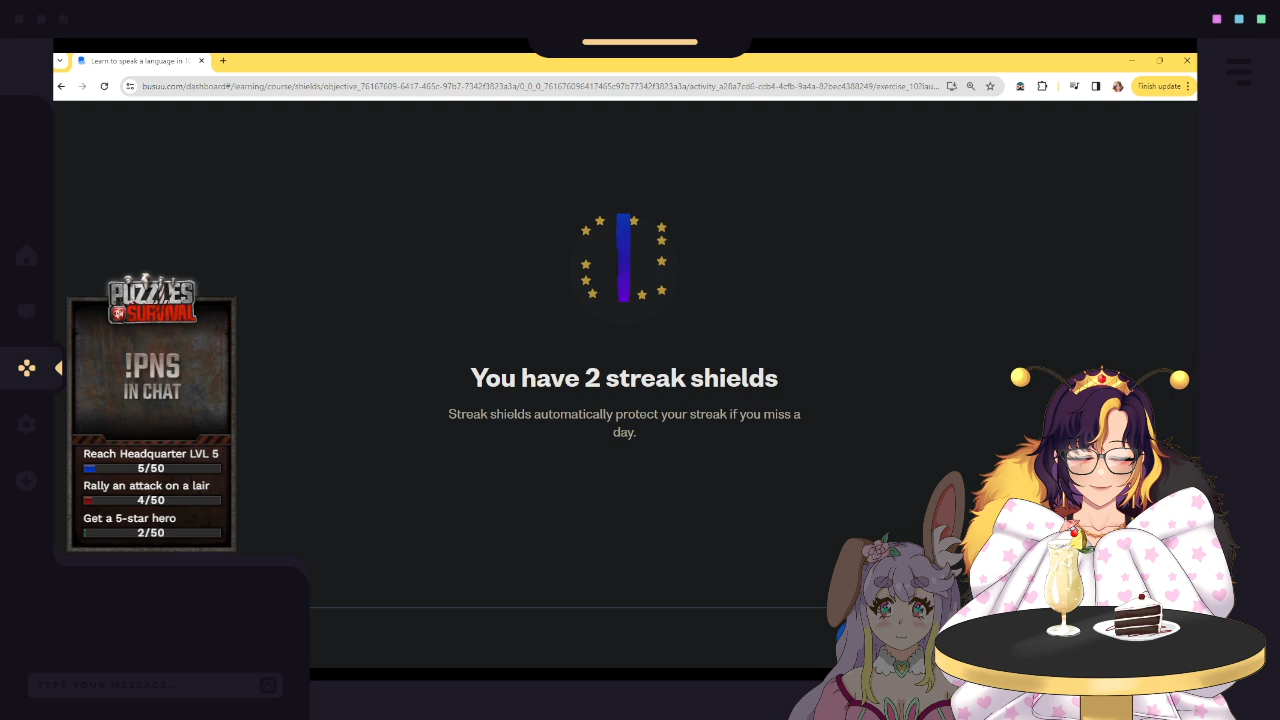 Learn to speak a language in 10
busuu.com/dashboard#/learning/course/shields/objective_76167609-6417-465c-97b7-7342f3823a3a/0_0_0_761676096417465c97b77342f3823a3a/activity_a28a7cd6-ccb4-4cfb-9a4a-82bec4388249/exercise_10?lau...
Finish update
You have 2 streak shields
Streak shields automatically protect your streak if you miss a
day.
PUZZLES
SURVIVAL
!PNS
IN CHAT
Reach Headquarter LVL 5
5/50
Rally an attack on a lair
4/50
Get a 5-star hero
2/50
TYPE YOUR MESSAGE...